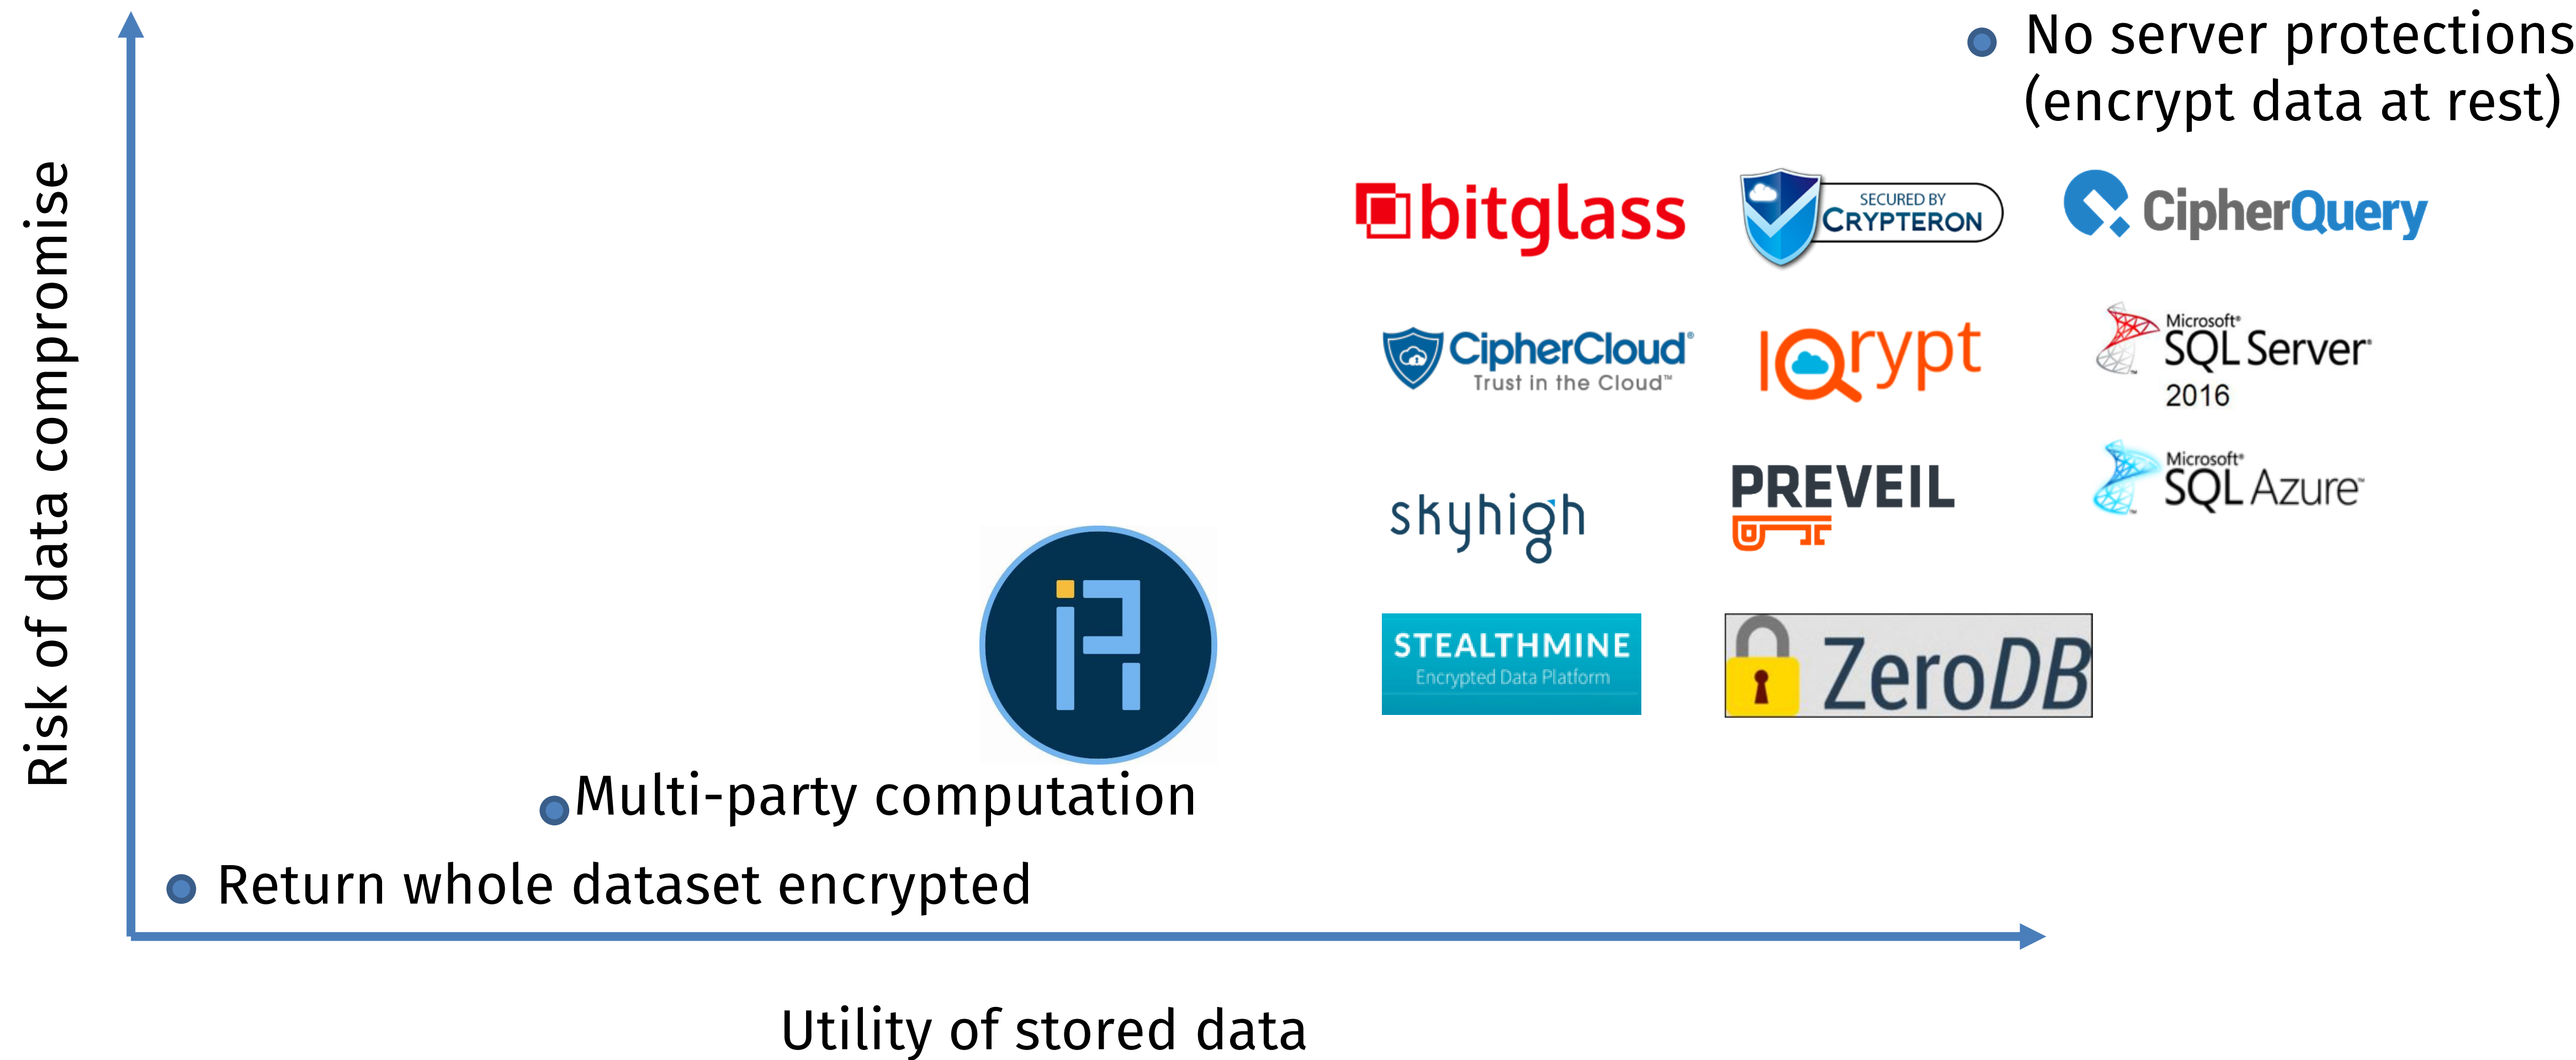 No server protections
(encrypt data at rest)
Risk of data compromise
bitglass
SECURED BY
CRYPTERON
CipherQuery
CipherCloud®
Trust in the Cloud™
IQrypt
Microsoft®
SQL Server®
2016
skyhigh
PREVEIL
Microsoft®
SQL Azure™
STEALTHMINE
Encrypted Data Platform
ZeroDB
Multi-party computation
Return whole dataset encrypted
Utility of stored data